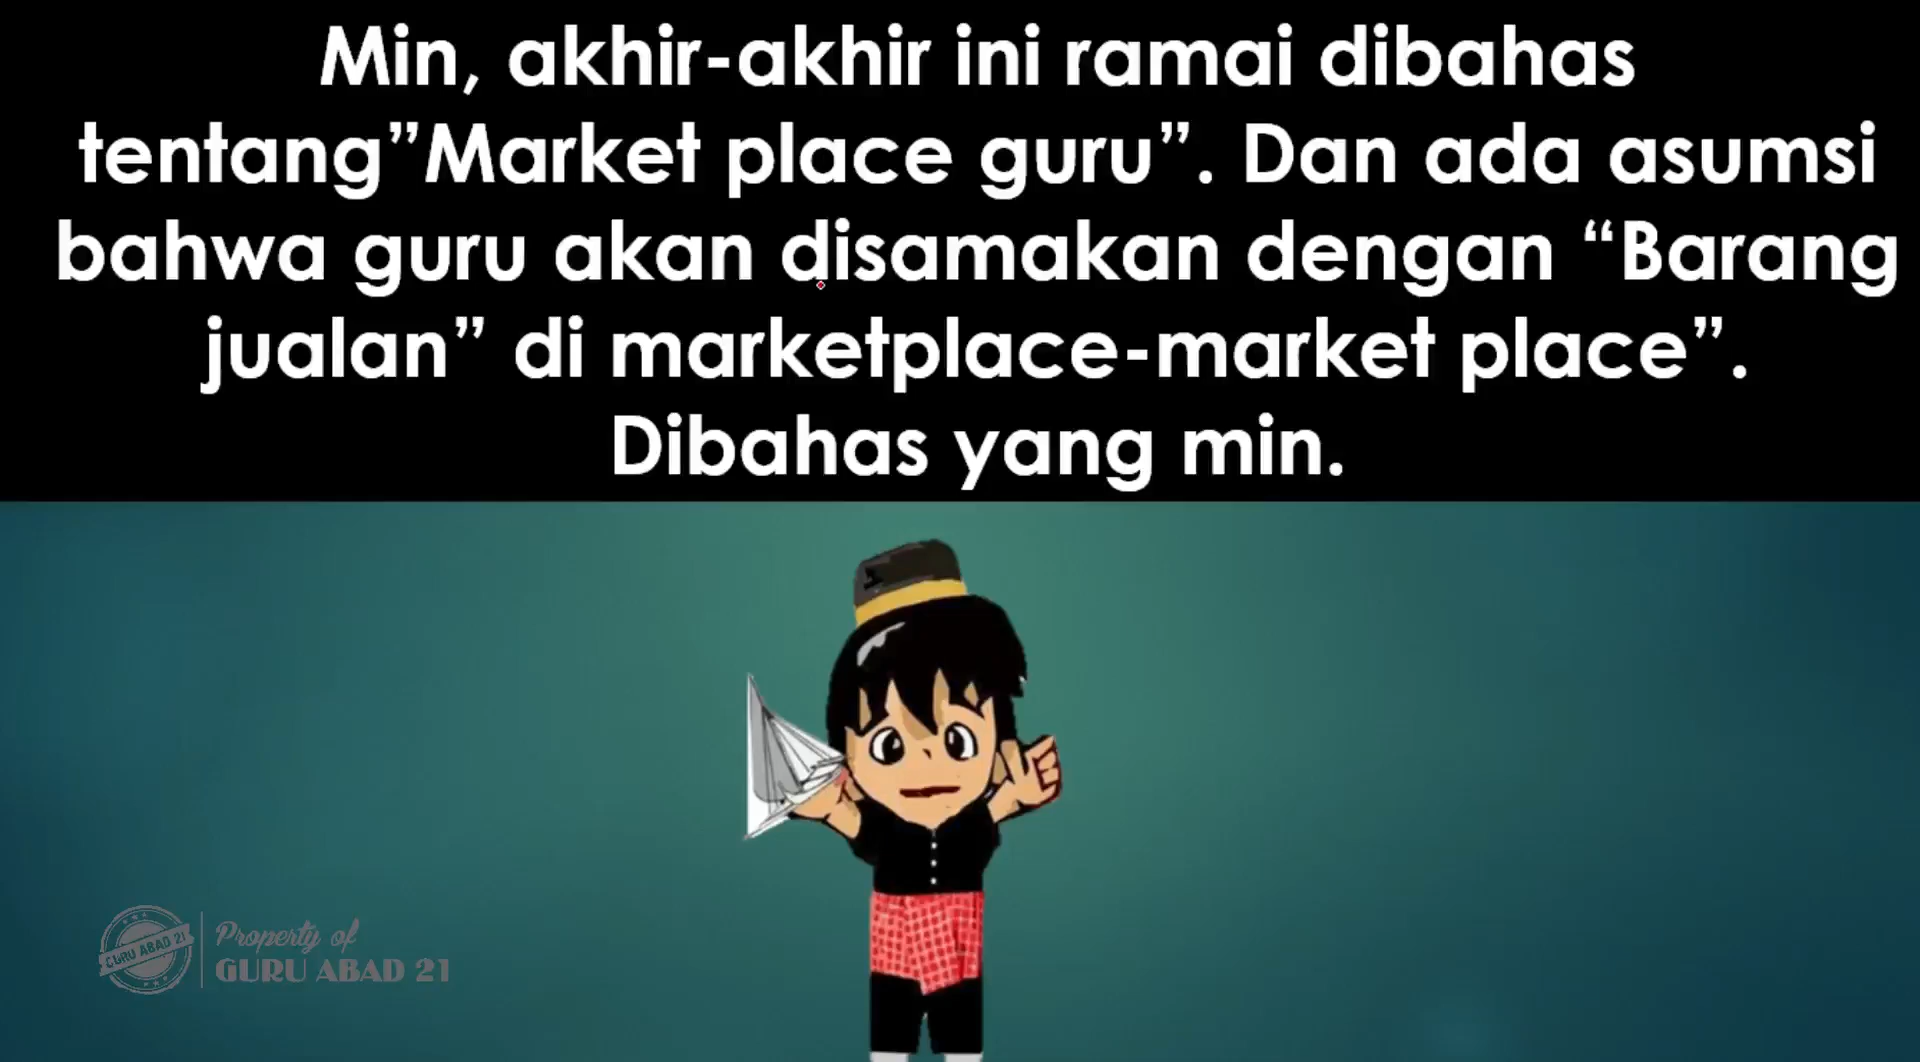 Min, akhir-akhir ini ramai dibahas
tentang”Market place guru”. Dan ada asumsi
bahwa guru akan disamakan dengan “Barang
jualan” di marketplace-market place”.
Dibahas yang min.
GURU ABAD 21
Property of
GURU ABAD 21